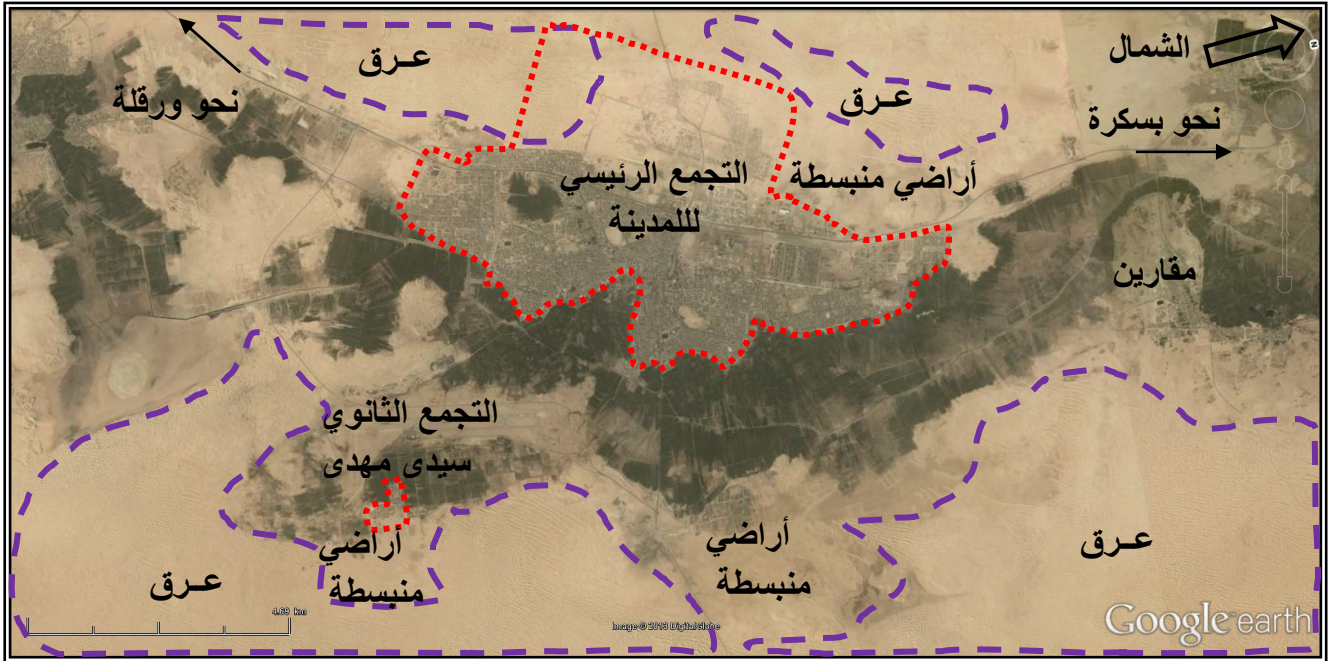 عـرق
الشمال
N
نحو ورقلة
عـرق
نحو بسكرة
التجمع الرئيسي
لللمدينة
أراضي منبسطة
مقارين
التجمع الثانوي
سيدى مهدى
أراضي
منبسطة
أراضي
منبسطة
عـرق
عـرق
4.69 km
Image © 2013 DigitalGlobe
Google earth